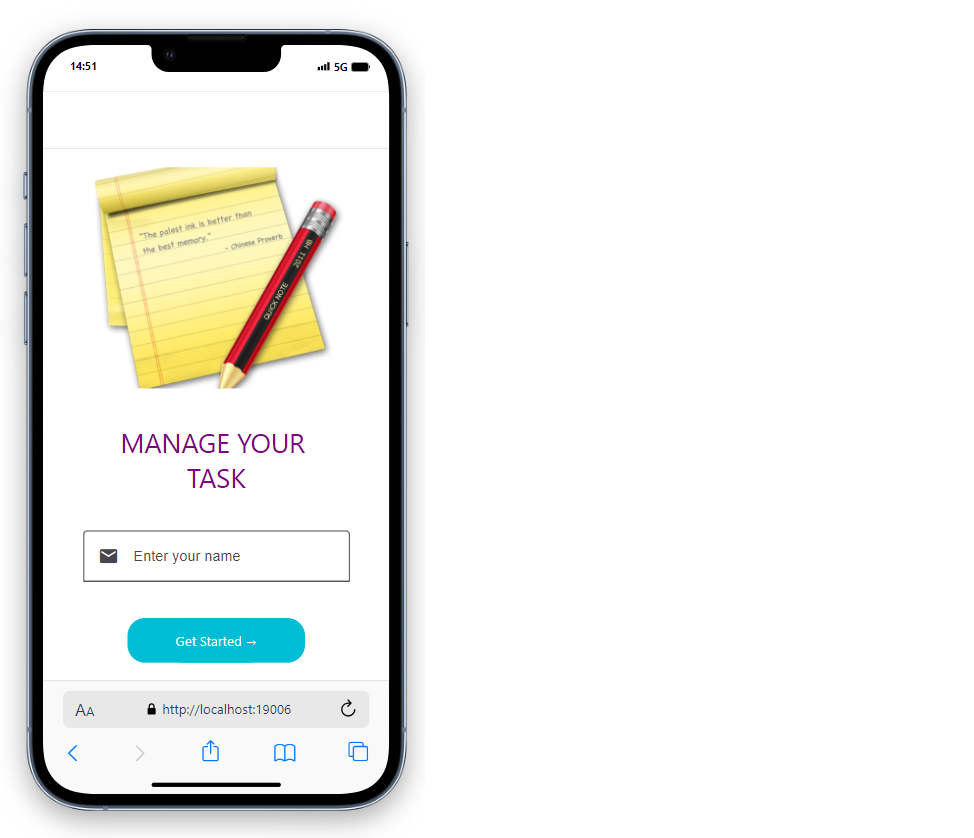 14:51
5G
"The palest ink is better than
the best memory."
- Chinese Proverb
2011 HB
QUICK NOTE
MANAGE YOUR
TASK
Enter your name
Get Started →
AA
http://localhost:19006